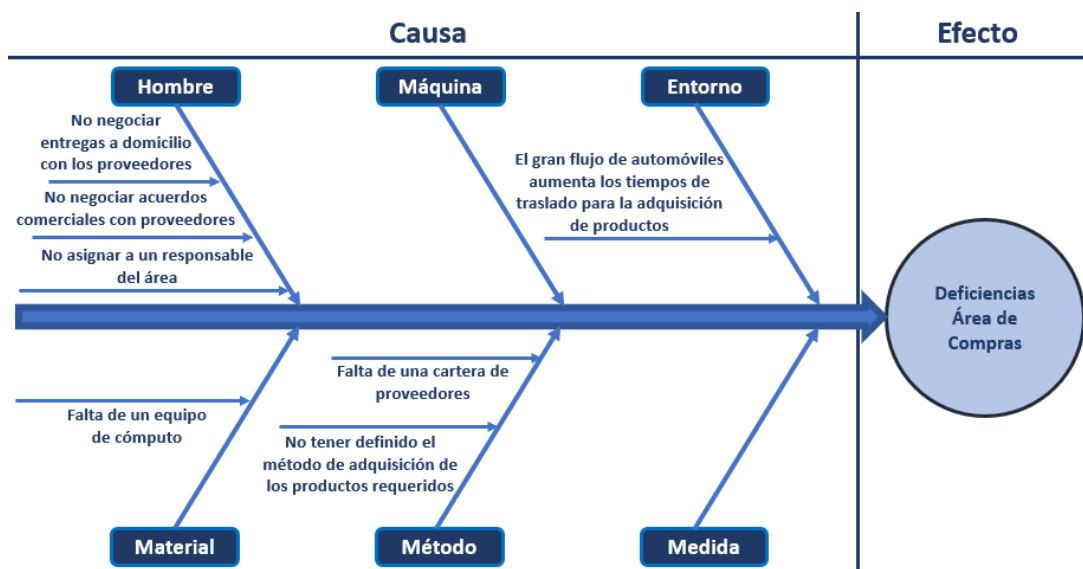 Causa
Efecto
Hombre
Máquina
Entorno
No negociar
entregas a domicilio
con los proveedores
No negociar acuerdos
comerciales con proveedores
No asignar a un responsable
del área
El gran flujo de automóviles
aumenta los tiempos de
traslado para la adquisición
de productos
Deficiencias
Área de
Compras
Falta de un equipo
de cómputo
Falta de una cartera de
proveedores
No tener definido el
método de adquisición de
los productos requeridos
Material
Método
Medida